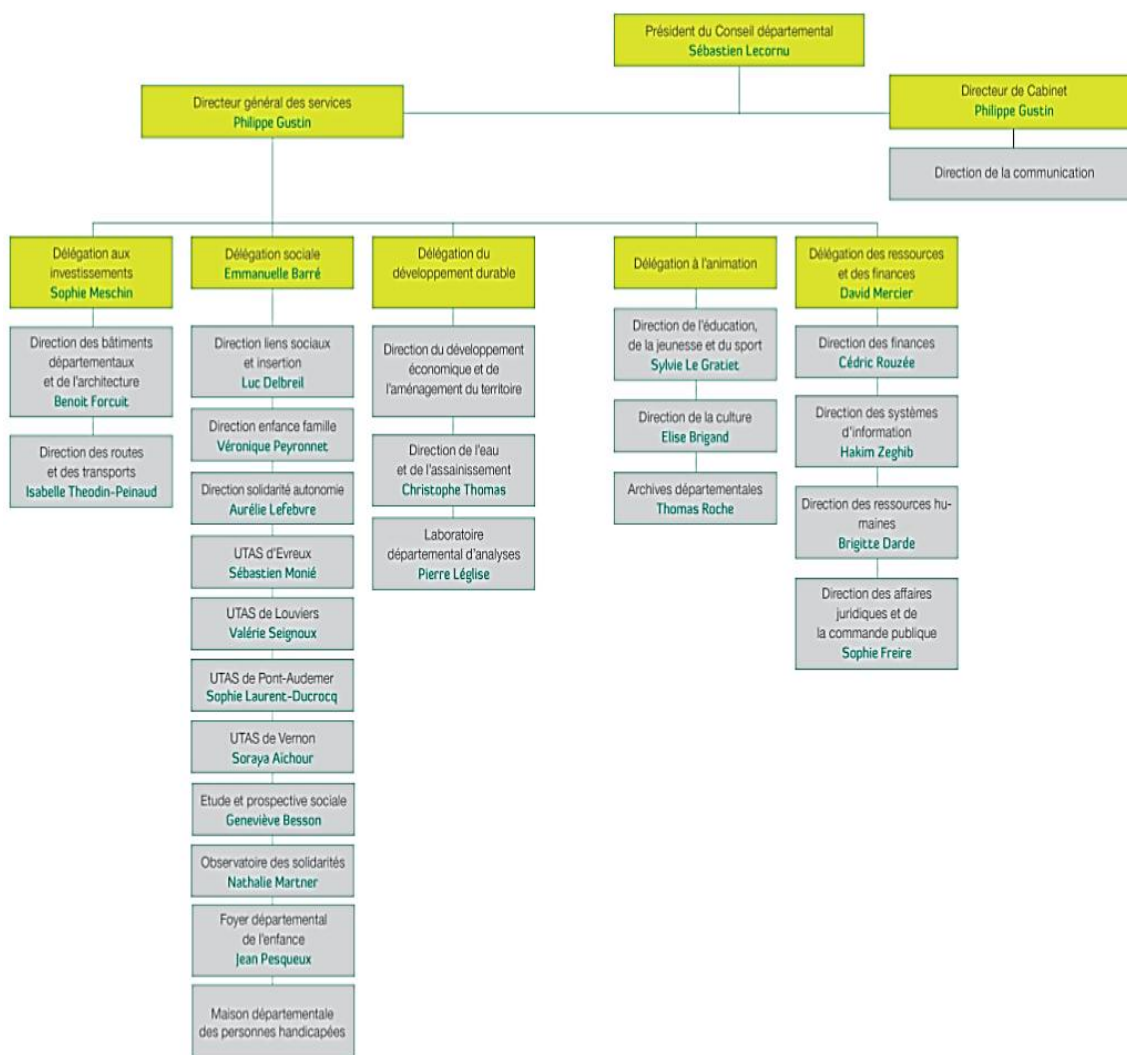 Président du Conseil départemental
Sébastien Lecornu
Directeur général des services
Philippe Gustin
Directeur de Cabinet
Philippe Gustin
Direction de la communication
Délégation aux
investissements
Sophie Meschin
Direction des bâtiments
départementaux
et de l'architecture
Benoit Forcuit
Direction des routes
et des transports
Isabelle Theodin-Peinaud
Délégation sociale
Emmanuelle Barré
Direction liens sociaux
et insertion
Luc Delbreil
Direction enfance famille
Véronique Peyronnet
Direction solidarité autonomie
Aurélie Lefebvre
UTAS d'Evreux
Sébastien Monié
UTAS de Louviers
Valérie Seignoux
UTAS de Pont-Audemer
Sophie Laurent-Ducrocq
UTAS de Vernon
Soraya Aïchour
Etude et prospective sociale
Geneviève Besson
Observatoire des solidarités
Nathalie Martner
Foyer départemental
de l'enfance
Jean Pesqueux
Maison départementale
des personnes handicapées
Délégation du
développement durable
Direction du développement
économique et de
l'aménagement du territoire
Direction de l'eau
et de l'assainissement
Christophe Thomas
Laboratoire
départemental d'analyses
Pierre Léglise
Délégation à l'animation
Direction de l'éducation,
de la jeunesse et du sport
Sylvie Le Gratiet
Direction de la culture
Elise Brigand
Archives départementales
Thomas Roche
Délégation des ressources
et des finances
David Mercier
Direction des finances
Cédric Rouzée
Direction des systèmes
d'information
Hakim Zeghib
Direction des ressources hu-
maines
Brigitte Darde
Direction des affaires
juridiques et de
la commande publique
Sophie Freire